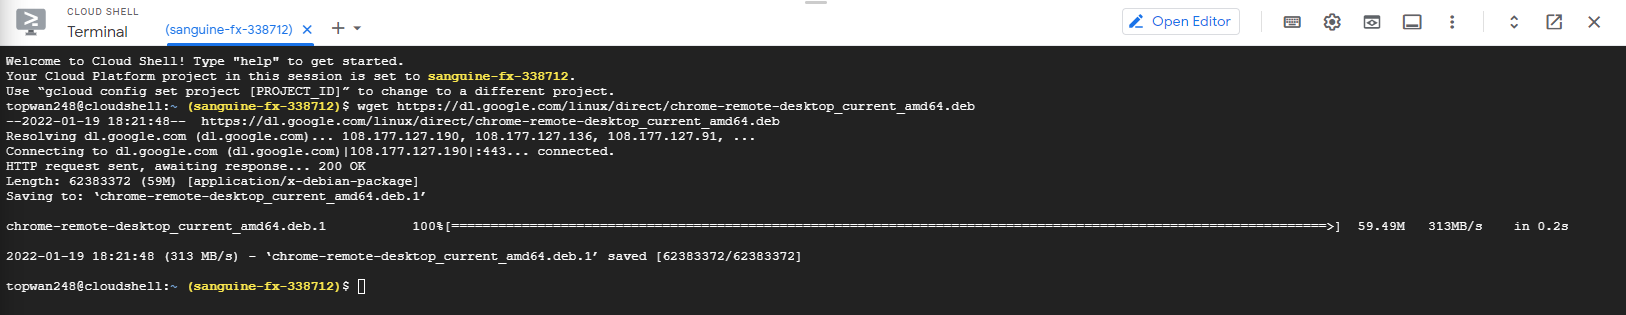 CLOUD SHELL
Terminal
(sanguine-fx-338712)
Open Editor
Welcome to Cloud Shell! Type "help" to get started.
Your Cloud Platform project in this session is set to sanguine-fx-338712.
Use “gcloud config set project [PROJECT_ID]” to change to a different project.
topwan248@cloudshell:~ (sanguine-fx-338712)$ wget https://dl.google.com/linux/direct/chrome-remote-desktop_current_amd64.deb
--2022-01-19 18:21:48-- https://dl.google.com/linux/direct/chrome-remote-desktop_current_amd64.deb
Resolving dl.google.com (dl.google.com)... 108.177.127.190, 108.177.127.136, 108.177.127.91, ...
Connecting to dl.google.com (dl.google.com)|108.177.127.190|:443... connected.
HTTP request sent, awaiting response... 200 OK
Length: 62383372 (59M) [application/x-debian-package]
Saving to: ‘chrome-remote-desktop_current_amd64.deb.1’
chrome-remote-desktop_current_amd64.deb.1 100%[================================================================================================================>] 59.49M 313MB/s in 0.2s
2022-01-19 18:21:48 (313 MB/s) - ‘chrome-remote-desktop_current_amd64.deb.1’ saved [62383372/62383372]
topwan248@cloudshell:~ (sanguine-fx-338712)$